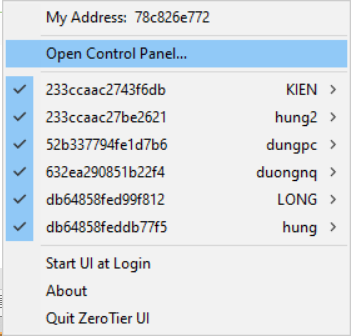 My Address: 78c826e772
Open Control Panel...
233ccaac2743f6db KIEN
233ccaac27be2621 hung2
52b337794fe1d7b6 dungpc
632ea290851b22f4 duongnq
db64858fed99f812 LONG
db64858feddb77f5 hung
Start UI at Login
About
Quit ZeroTier UI